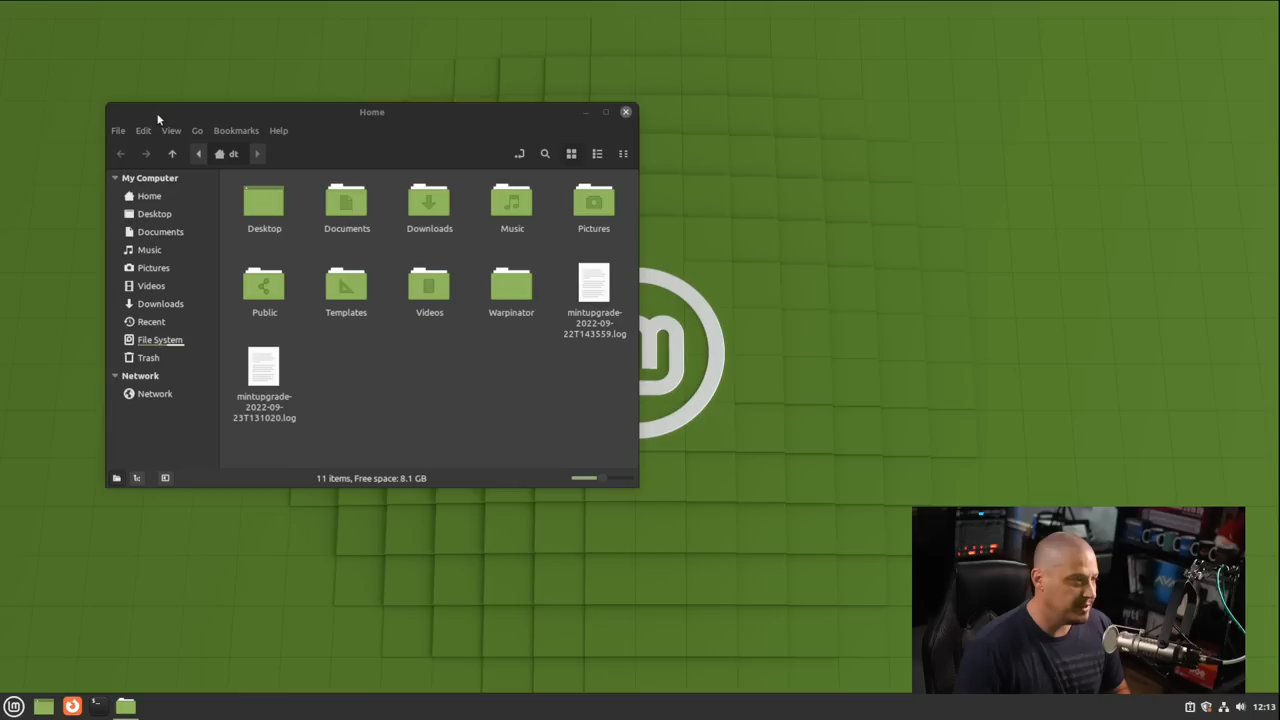 Home
File Edit View Go Bookmarks Help
dt
My Computer
Home
Desktop
Documents
Music
Pictures
Videos
Downloads
Recent
File System
Trash
Network
Network
Desktop
Documents
Downloads
Music
Pictures
Public
Templates
Videos
Warpinator
mintupgrade-
2022-09-
22T143559.log
mintupgrade-
2022-09-
23T131020.log
11 items, Free space: 8.1 GB
12:13